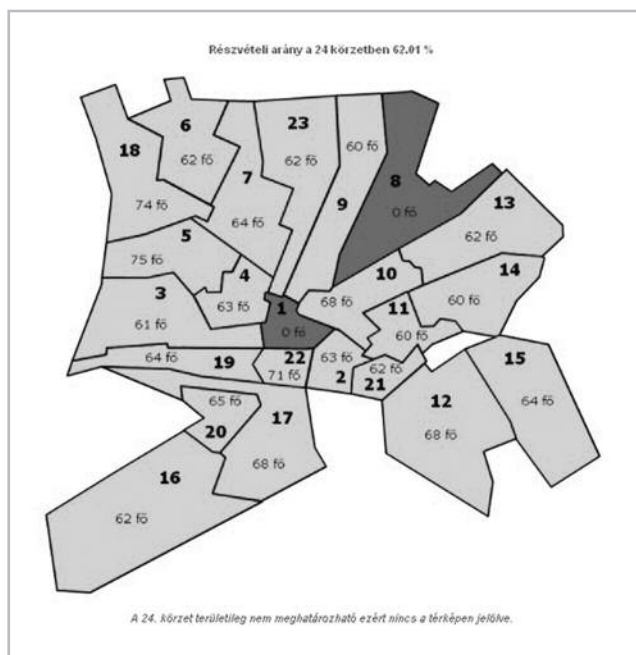 Részvételi arány a 24 körzetben 62.01 %
6
62 fő
18
74 fő
7
64 fő
23
62 fő
60 fő
9
8
0 fő
13
62 fő
5
75 fő
4
63 fő
10
68 fő
14
60 fő
3
61 fő
1
0 fő
11
60 fő
64 fő
19
22
71 fő
63 fő
2
62 fő
21
15
64 fő
12
68 fő
65 fő
20
17
68 fő
16
62 fő
A 24. körzet területileg nem meghatározható ezért nincs a térképen jelölve.